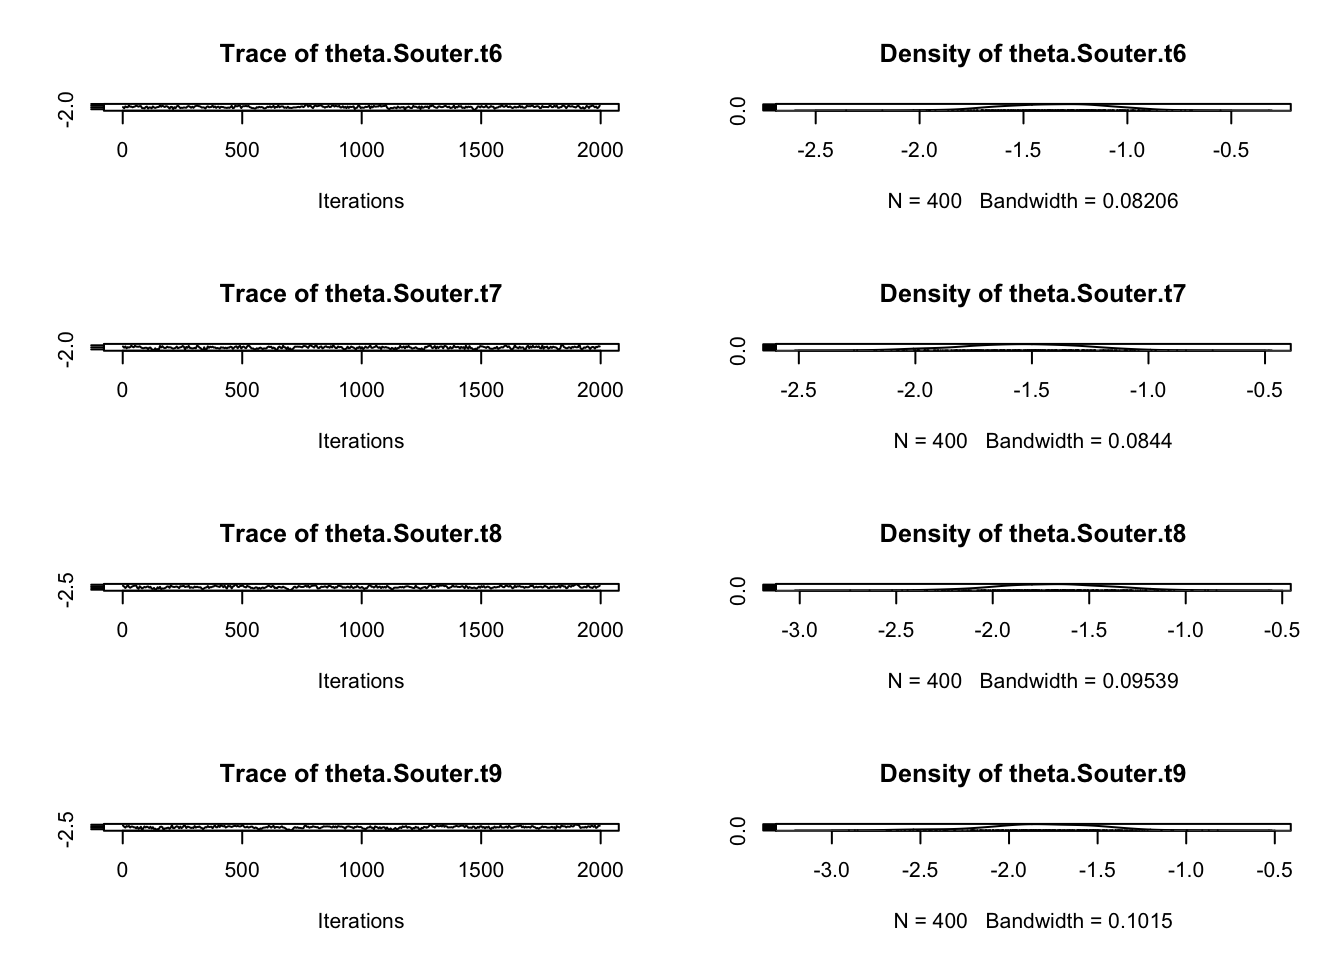 Trace of theta.Souter.t6
-2.0
0 500 1000 1500 2000
Iterations
Density of theta.Souter.t6
0.0
-2.5 -2.0 -1.5 -1.0 -0.5
N = 400 Bandwidth = 0.08206
Trace of theta.Souter.t7
-2.0
0 500 1000 1500 2000
Iterations
Density of theta.Souter.t7
0.0
-2.5 -2.0 -1.5 -1.0 -0.5
N = 400 Bandwidth = 0.0844
Trace of theta.Souter.t8
-2.5
0 500 1000 1500 2000
Iterations
Density of theta.Souter.t8
0.0
-3.0 -2.5 -2.0 -1.5 -1.0 -0.5
N = 400 Bandwidth = 0.09539
Trace of theta.Souter.t9
-2.5
0 500 1000 1500 2000
Iterations
Density of theta.Souter.t9
0.0
-3.0 -2.5 -2.0 -1.5 -1.0 -0.5
N = 400 Bandwidth = 0.1015